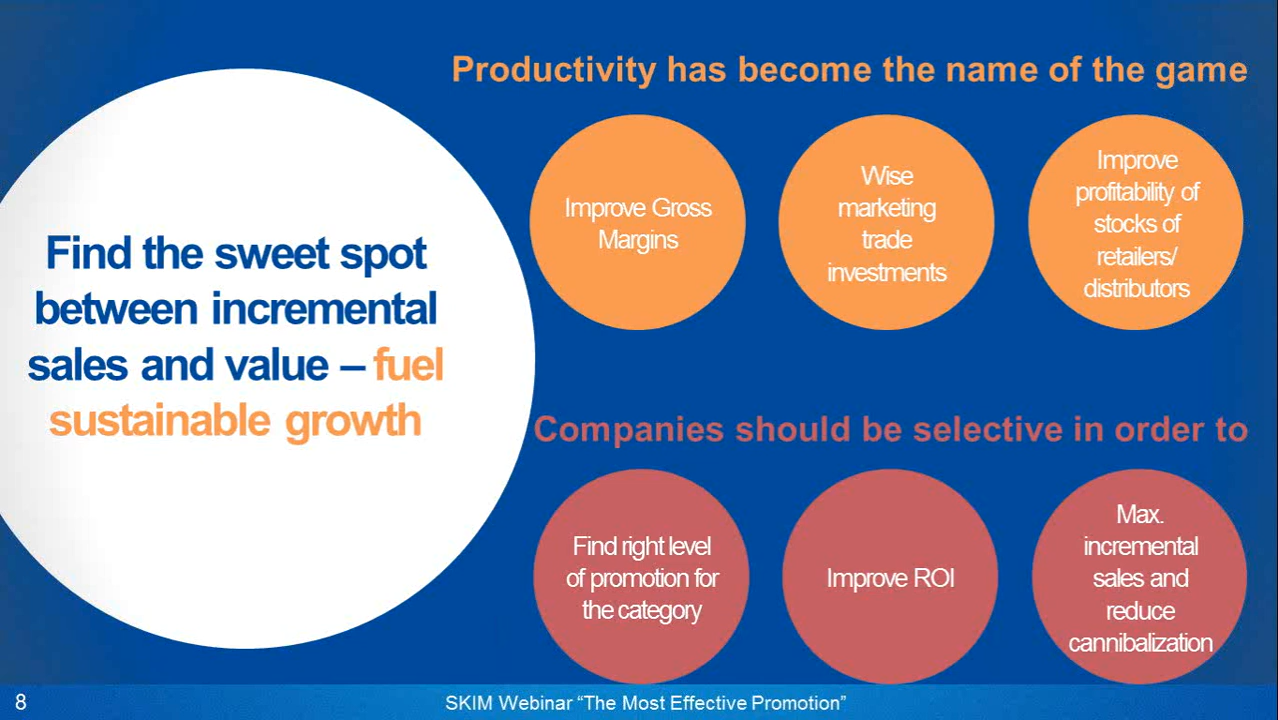 Productivity has become the name of the game
Improve Gross
Margins
Wise
marketing
trade
investments
Improve
profitability of
stocks of
retailers/
distributors
Find the sweet spot
between incremental
sales and value – fuel
sustainable growth
Companies should be selective in order to
Find right level
of promotion for
the category
Improve ROI
Max.
incremental
sales and
reduce
cannibalization
8
SKIM Webinar “The Most Effective Promotion”